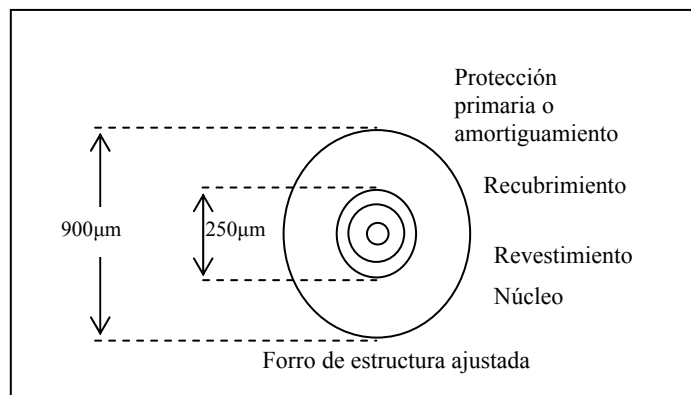 Protección
primaria o
amortiguamiento
Recubrimiento
900μm
250μm
Revestimiento
Núcleo
Forro de estructura ajustada